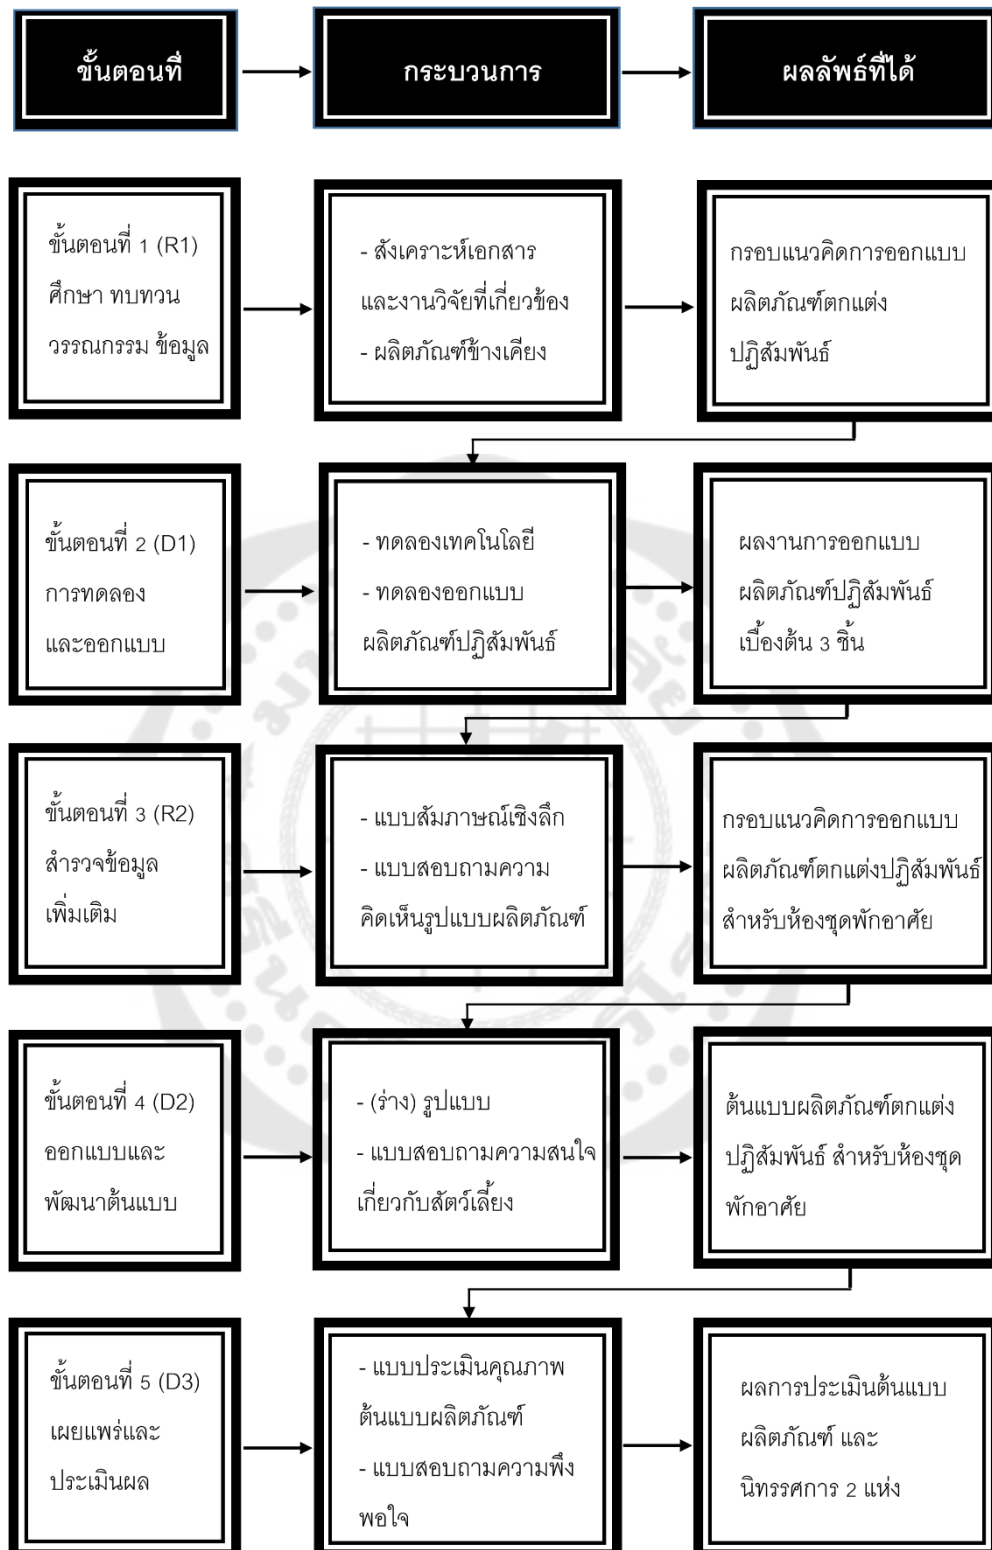 ขั้นตอนที่
กระบวนการ
ผลลัพธ์ที่ได้
ขั้นตอนที่ 1 (R1)
ศึกษา ทบทวน
วรรณกรรม ข้อมูล
- สังเคราะห์เอกสาร
และงานวิจัยที่เกี่ยวข้อง
- ผลิตภัณฑ์ข้างเคียง
กรอบแนวคิดการออกแบบ
ผลิตภัณฑ์ตกแต่ง
ปฏิสัมพันธ์
ขั้นตอนที่ 2 (D1)
การทดลอง
และออกแบบ
- ทดลองเทคโนโลยี
- ทดลองออกแบบ
ผลิตภัณฑ์ปฏิสัมพันธ์
ผลงานการออกแบบ
ผลิตภัณฑ์ปฏิสัมพันธ์
เบื้องต้น 3 ชิ้น
ขั้นตอนที่ 3 (R2)
สำรวจข้อมูล
เพิ่มเติม
- แบบสัมภาษณ์เชิงลึก
- แบบสอบถามความ
คิดเห็นรูปแบบผลิตภัณฑ์
กรอบแนวคิดการออกแบบ
ผลิตภัณฑ์ตกแต่งปฏิสัมพันธ์
สำหรับห้องชุดพักอาศัย
ขั้นตอนที่ 4 (D2)
ออกแบบและ
พัฒนาต้นแบบ
- (ร่าง) รูปแบบ
- แบบสอบถามความสนใจ
เกี่ยวกับสัตว์เลี้ยง
ต้นแบบผลิตภัณฑ์ตกแต่ง
ปฏิสัมพันธ์ สำหรับห้องชุด
พักอาศัย
ขั้นตอนที่ 5 (D3)
เผยแพร่และ
ประเมินผล
- แบบประเมินคุณภาพ
ต้นแบบผลิตภัณฑ์
- แบบสอบถามความพึง
พอใจ
ผลการประเมินต้นแบบ
ผลิตภัณฑ์ และ
นิทรรศการ 2 แห่ง